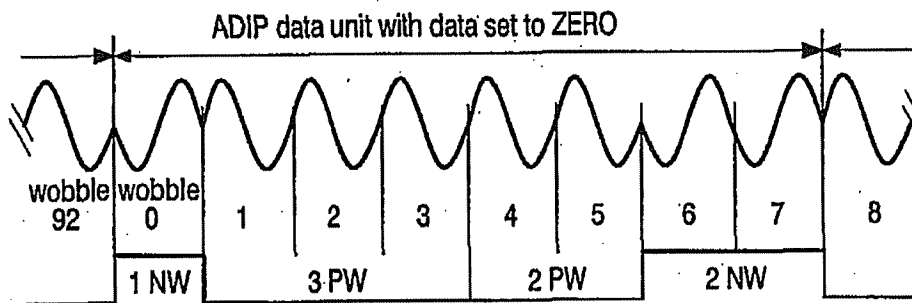 ADIP data unit with data set to ZERO
wobble 92 wobble 0 1 2 3 4 5 6 7 8
1 NW 3 PW 2 PW 2 NW